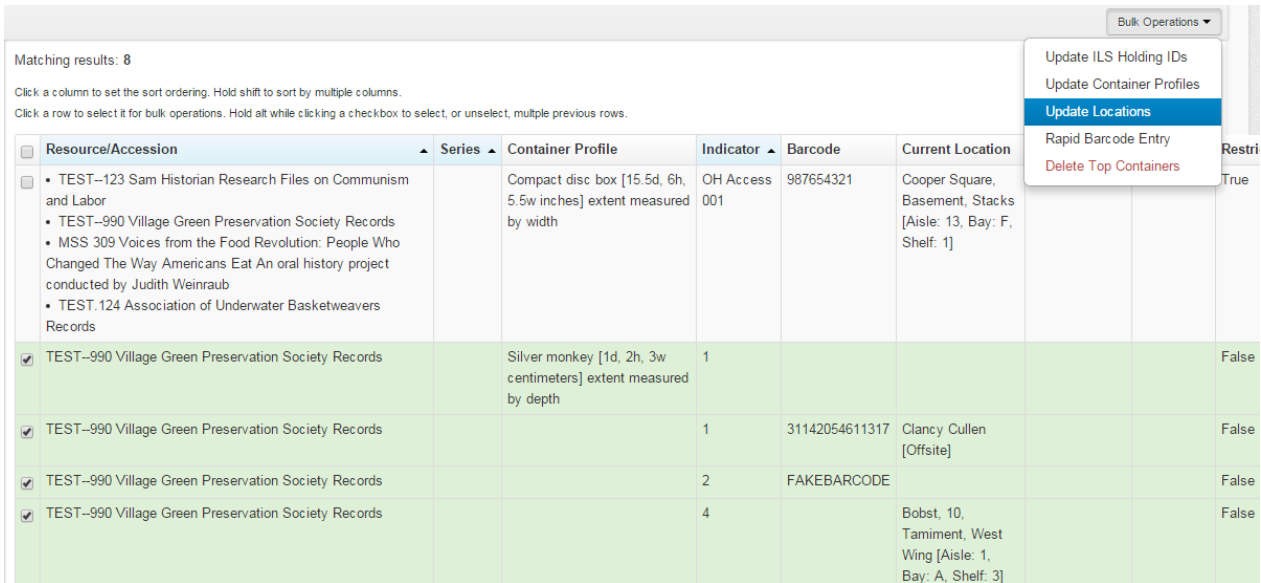 Bulk Operations
Matching results: 8
Update ILS Holding IDs
Update Container Profiles
Update Locations
Rapid Barcode Entry
Delete Top Containers
Click a column to set the sort ordering. Hold shift to sort by multiple columns.
Click a row to select it for bulk operations. Hold alt while clicking a checkbox to select, or unselect, multple previous rows.
Resource/Accession Series Container Profile Indicator Barcode Current Location
• TEST--123 Sam Historian Research Files on Communism
and Labor
• TEST--990 Village Green Preservation Society Records
• MSS 309 Voices from the Food Revolution: People Who
Changed The Way Americans Eat An oral history project
conducted by Judith Weinraub
• TEST.124 Association of Underwater Basketweavers
Records
Compact disc box [15.5d, 6h,
5.5w inches] extent measured
by width
OH Access
001
987654321
Cooper Square,
Basement, Stacks
[Aisle: 13, Bay: F,
Shelf: 1]
True
TEST--990 Village Green Preservation Society Records
Silver monkey [1d, 2h, 3w
centimeters] extent measured
by depth
1
False
TEST--990 Village Green Preservation Society Records
1
31142054611317
Clancy Cullen
[Offsite]
False
TEST--990 Village Green Preservation Society Records
2
FAKEBARCODE
False
TEST--990 Village Green Preservation Society Records
4
Bobst, 10,
Tamiment, West
Wing [Aisle: 1,
Bay: A, Shelf: 3]
False